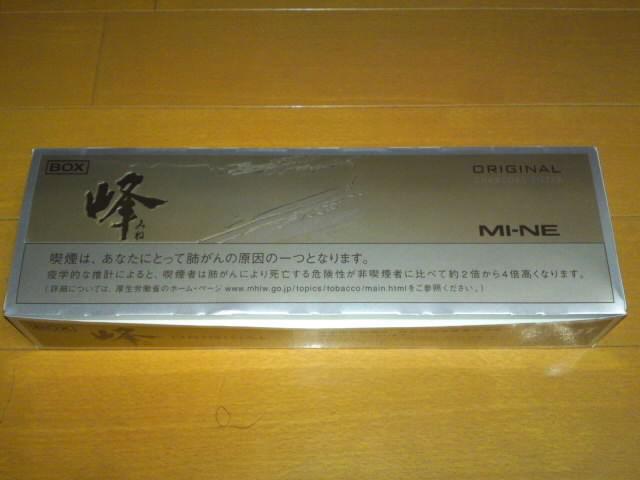 BOX
峰
みね
ORIGINAL
CHARCOAL FILTER
MI-NE
喫煙は、あなたにとって肺がんの原因の一つとなります。
疫学的な推計によると、喫煙者は肺がんにより死亡する危険性が非喫煙者に比べて約2倍から4倍高くなります。
(詳細については、厚生労働省のホーム・ページ www.mhlw.go.jp/topics/tobacco/main.htmlをご参照ください。)
BOX
峰